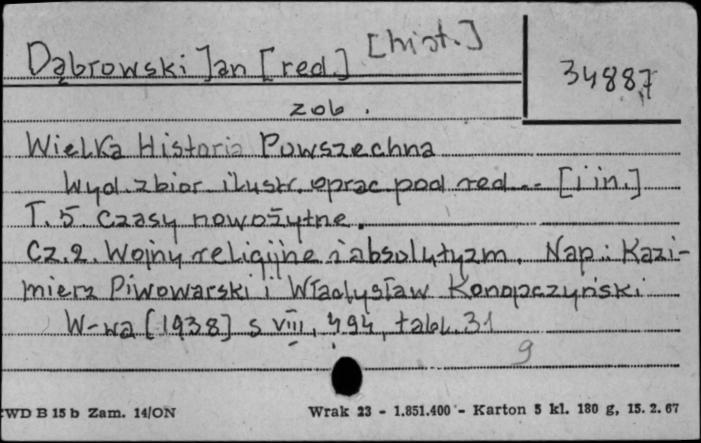 Dąbrowski Jan [red.] [hist.]
34887
zob.
Wielka Historia Powszechna
Wyd. zbior. ilustr. oprac pod red... [i in.]
T. 5 Czasy nowożytne.
Cz. 2. Wojny religijne i absolutyzm. Nap.: Kazi-
mierz Piwowarski i Władysław Konopczyński
W-wa [1938] s VIII, 494, tabl. 31
9
WD B 15 b Zam. 14/ON Wrak 23 - 1.851.400 - Karton 5 kl. 180 g, 15. 2. 67